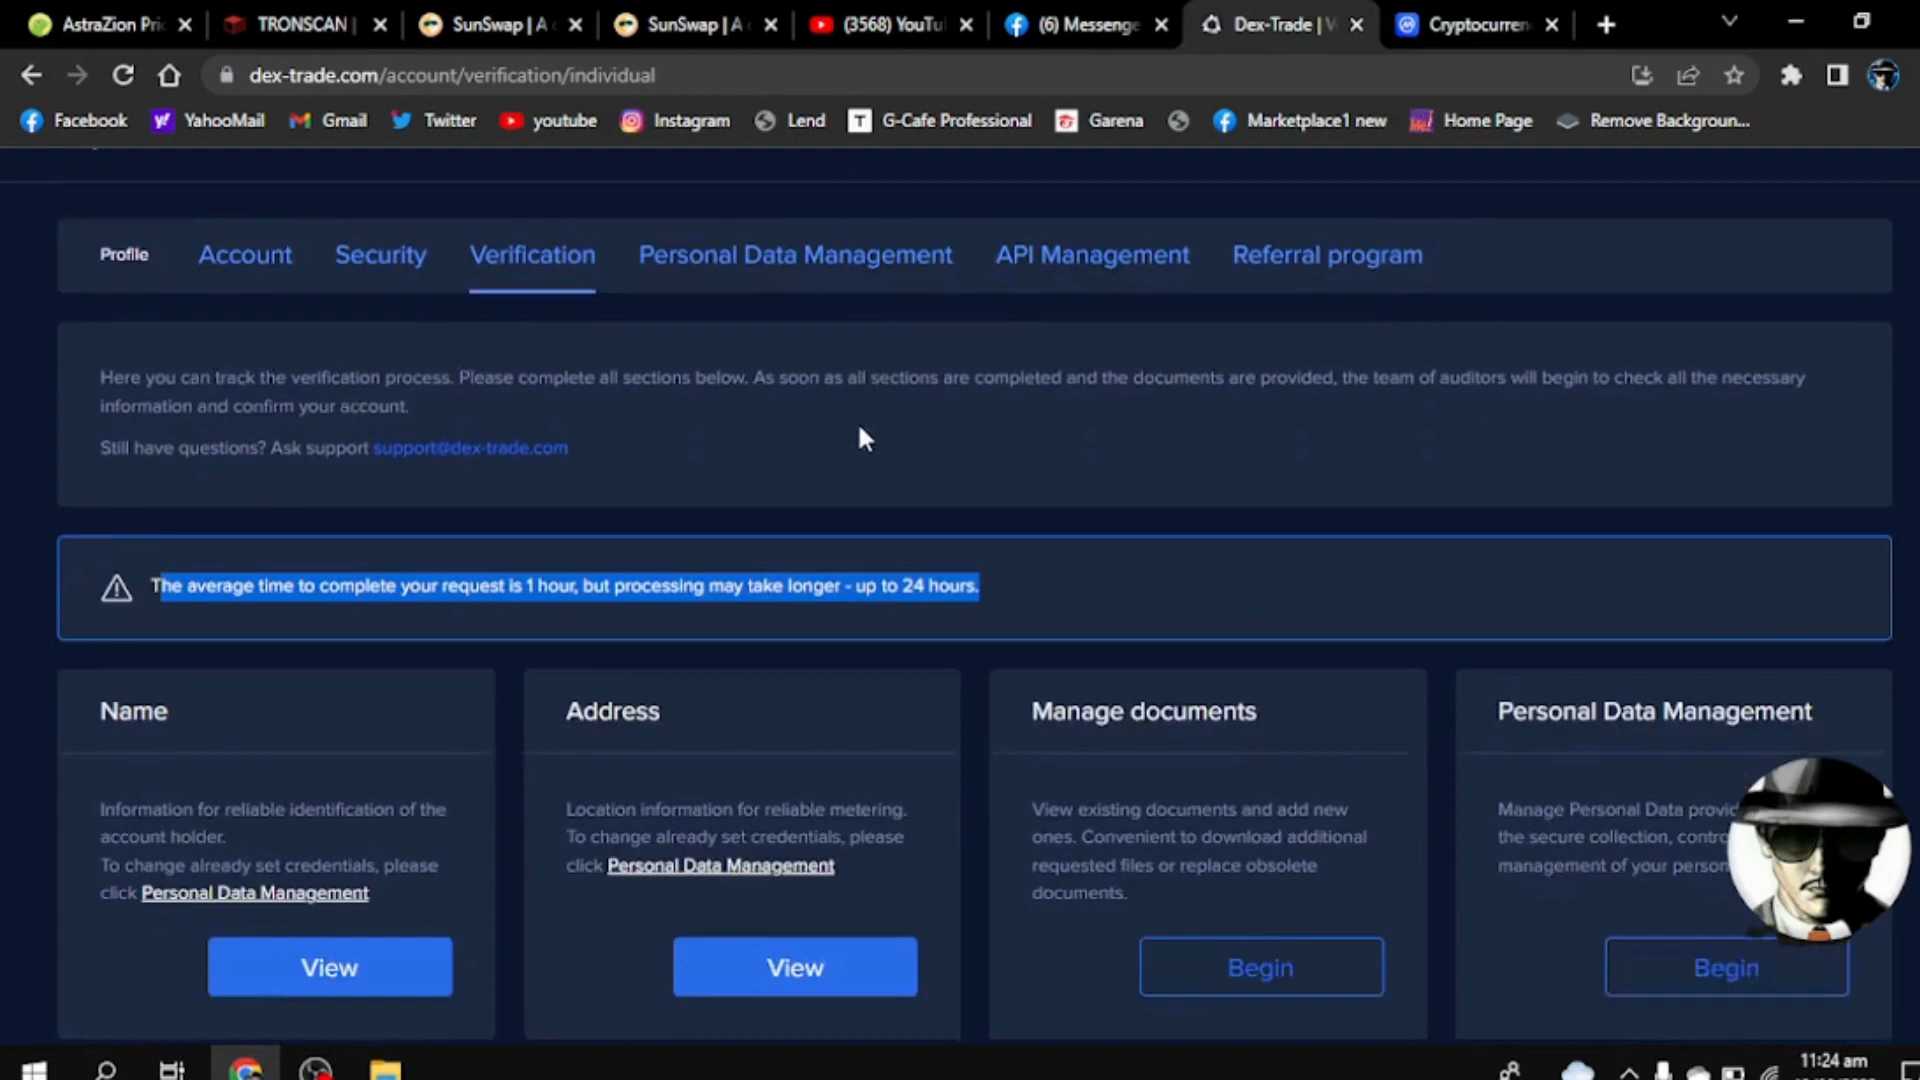 AstraZion Pri
TRONSCAN |
SunSwap | A
SunSwap | A
(3568) YouTu
(6) Messenge
Dex-Trade |
Cryptocurren
dex-trade.com/account/verification/individual
Facebook
YahooMail
Gmail
Twitter
youtube
Instagram
Lend
G-Cafe Professional
Garena
Marketplace1 new
Home Page
Remove Backgroun...
Profile
Account
Security
Verification
Personal Data Management
API Management
Referral program
Here you can track the verification process. Please complete all sections below. As soon as all sections are completed and the documents are provided, the team of auditors will begin to check all the necessary
information and confirm your account.
Still have questions? Ask support support@dex-trade.com
The average time to complete your request is 1 hour, but processing may take longer - up to 24 hours.
Name
Information for reliable identification of the
account holder.
To change already set credentials, please
click Personal Data Management
View
Address
Location information for reliable metering.
To change already set credentials, please
click Personal Data Management
View
Manage documents
View existing documents and add new
ones. Convenient to download additional
requested files or replace obsolete
documents.
Begin
Personal Data Management
Manage Personal Data provi
the secure collection, contr
management of your person
Begin
11:24 am